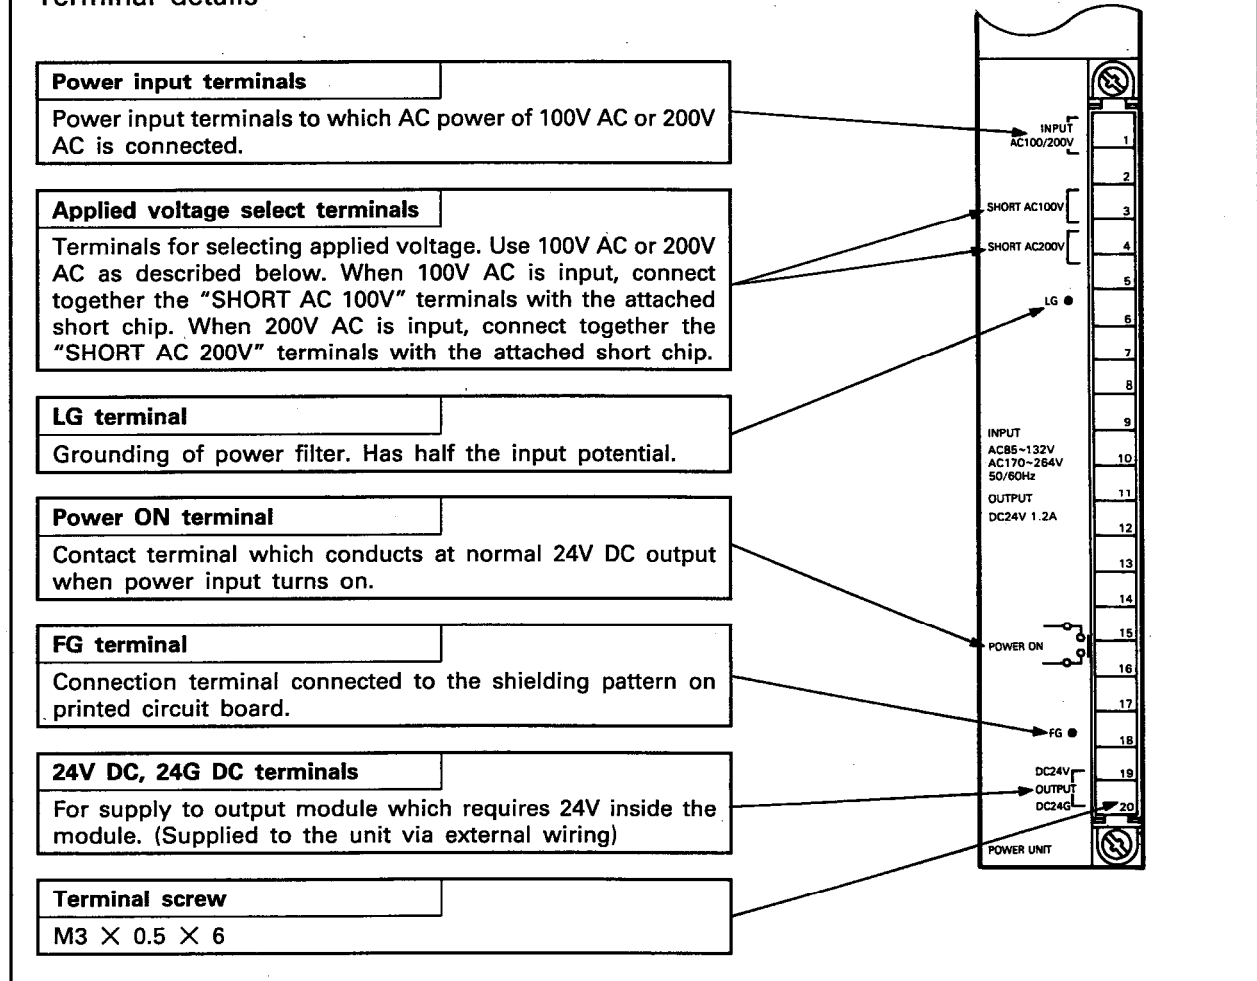 Terminal details
Power input terminals
Power input terminals to which AC power of 100V AC or 200V
AC is connected.
Applied voltage select terminals
Terminals for selecting applied voltage. Use 100V AC or 200V
AC as described below. When 100V AC is input, connect
together the "SHORT AC 100V" terminals with the attached
short chip. When 200V AC is input, connect together the
"SHORT AC 200V" terminals with the attached short chip.
LG terminal
Grounding of power filter. Has half the input potential.
Power ON terminal
Contact terminal which conducts at normal 24V DC output
when power input turns on.
FG terminal
Connection terminal connected to the shielding pattern on
printed circuit board.
24V DC, 24G DC terminals
For supply to output module which requires 24V inside the
module. (Supplied to the unit via external wiring)
Terminal screw
M3 × 0.5 × 6
INPUT
AC100/200V
SHORT AC100V
SHORT AC200V
LG
INPUT
AC85~132V
AC170~264V
50/60Hz
OUTPUT
DC24V 1.2A
POWER ON
FG
DC24V
OUTPUT
DC24G
POWER UNIT
1
2
3
4
5
6
7
8
9
10
11
12
13
14
15
16
17
18
19
20